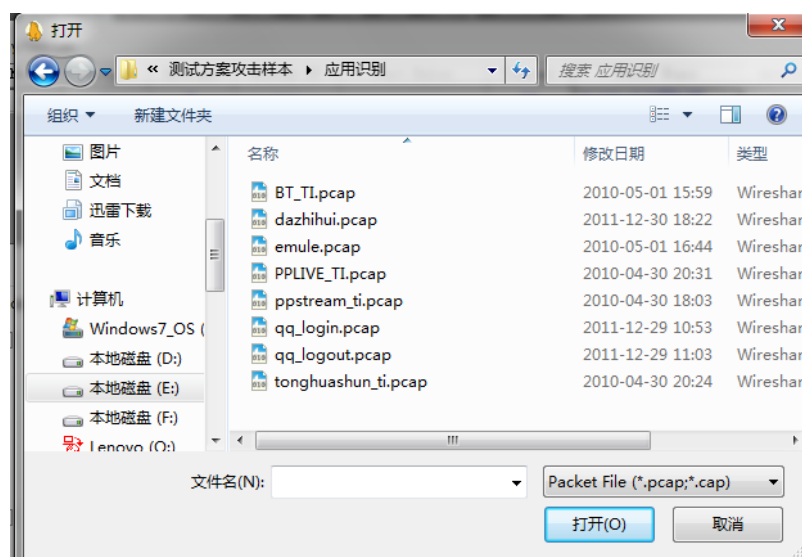 打开
« 测试方案攻击样本 应用识别 搜索 应用识别
组织 新建文件夹
图片
文档
迅雷下载
音乐
计算机
Windows7_OS (
本地磁盘 (D:)
本地磁盘 (E:)
本地磁盘 (F:)
Lenovo (Q:)
名称 修改日期 类型
BT_TI.pcap 2010-05-01 15:59 Wireshar
dazhihui.pcap 2011-12-30 18:22 Wireshar
emule.pcap 2010-05-01 16:44 Wireshar
PPLIVE_TI.pcap 2010-04-30 20:31 Wireshar
ppstream_ti.pcap 2010-04-30 18:03 Wireshar
qq_login.pcap 2011-12-29 10:53 Wireshar
qq_logout.pcap 2011-12-29 11:03 Wireshar
tonghuashun_ti.pcap 2010-04-30 20:24 Wireshar
文件名(N): Packet File (*.pcap;*.cap)
打开(O) 取消